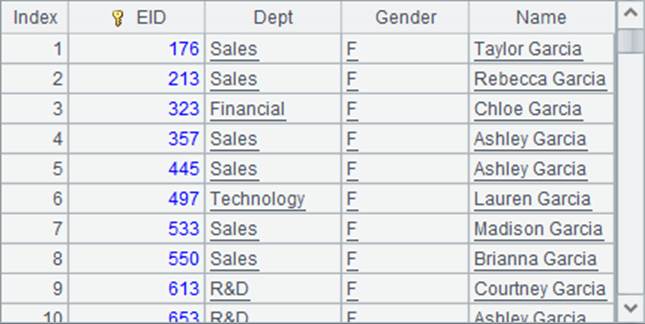 Index EID Dept Gender Name
1 176 Sales F Taylor Garcia
2 213 Sales F Rebecca Garcia
3 323 Financial F Chloe Garcia
4 357 Sales F Ashley Garcia
5 445 Sales F Ashley Garcia
6 497 Technology F Lauren Garcia
7 533 Sales F Madison Garcia
8 550 Sales F Brianna Garcia
9 613 R&D F Courtney Garcia
10 653 R&D F Ashley Garcia